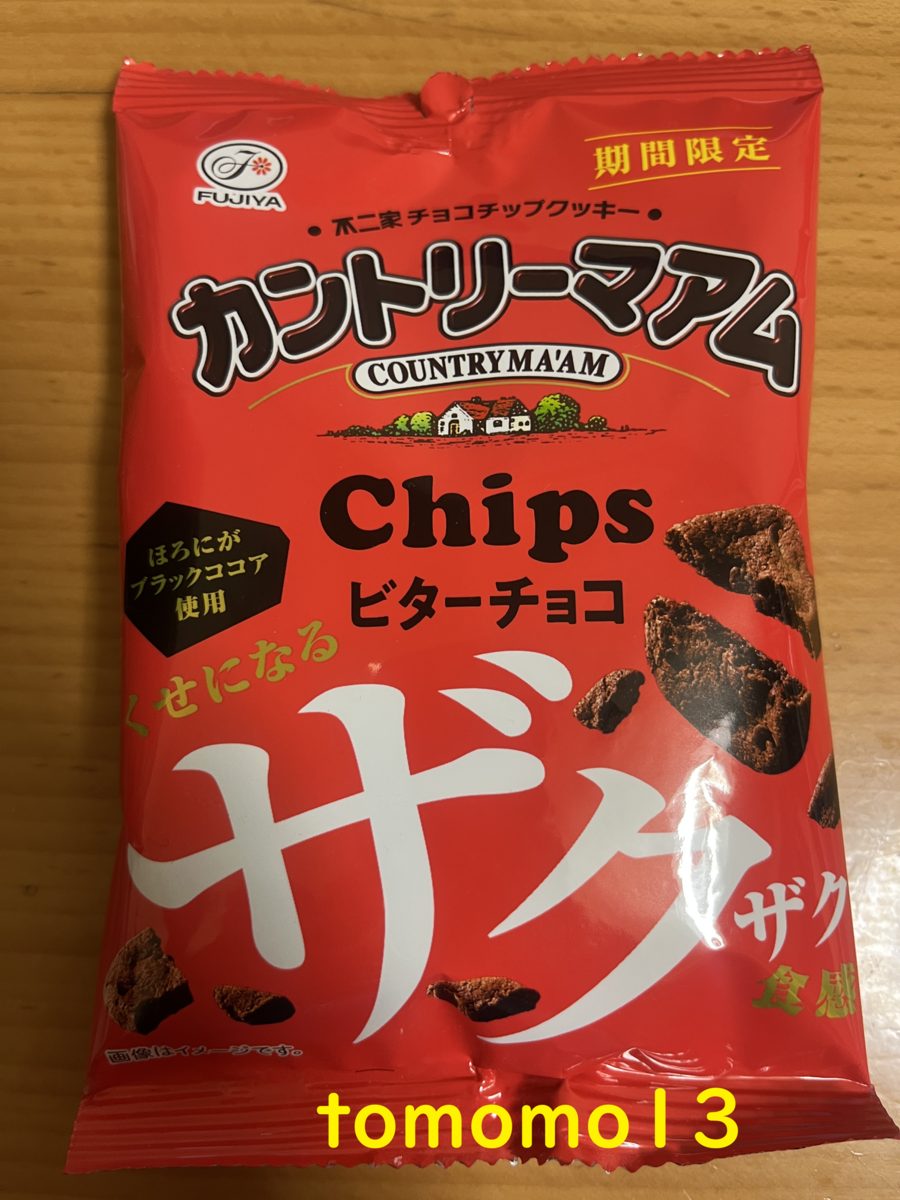 FUJIYA
期間限定
●不二家 チョコチップクッキー●
カントリーマアム
COUNTRY MA'AM
Chips
ビターチョコ
ほろにが
ブラックココア
使用
くせになる
ザク
ザク
食感
画像はイメージです。
tomomo13